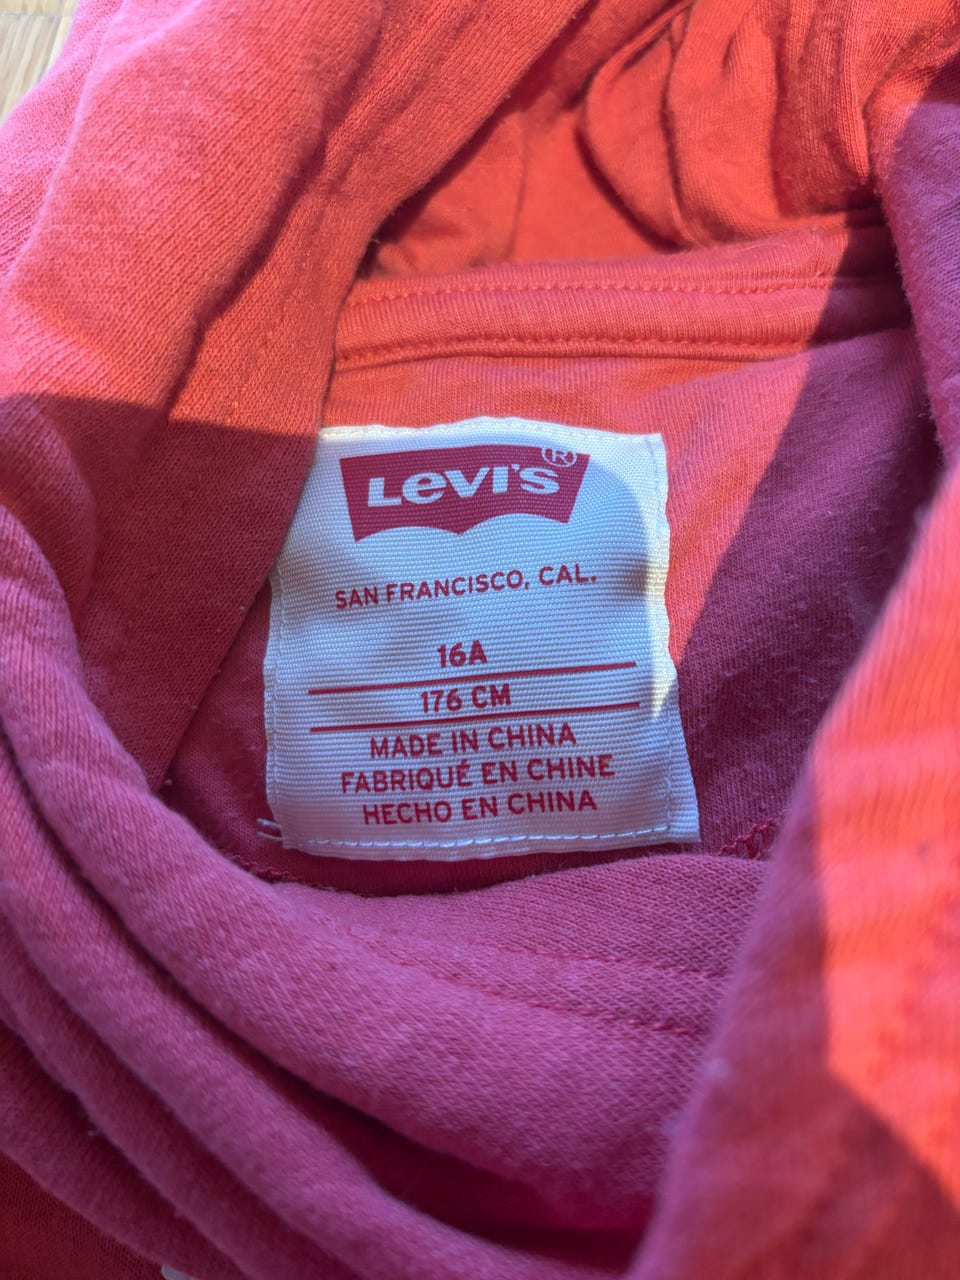 Levi's®
SAN FRANCISCO, CAL.
16A
176 CM
MADE IN CHINA
FABRIQUÉ EN CHINE
HECHO EN CHINA